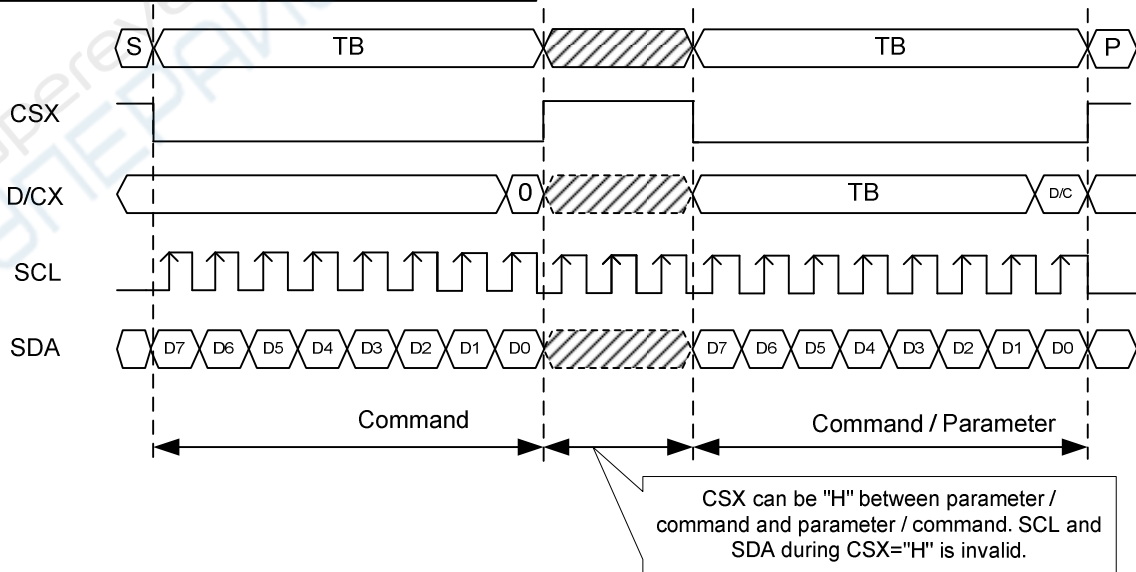 S TB TB P
CSX
D/CX 0 TB D/C
SCL
SDA D7 D6 D5 D4 D3 D2 D1 D0 D7 D6 D5 D4 D3 D2 D1 D0
Command Command / Parameter
CSX can be "H" between parameter /
command and parameter / command. SCL and
SDA during CSX="H" is invalid.